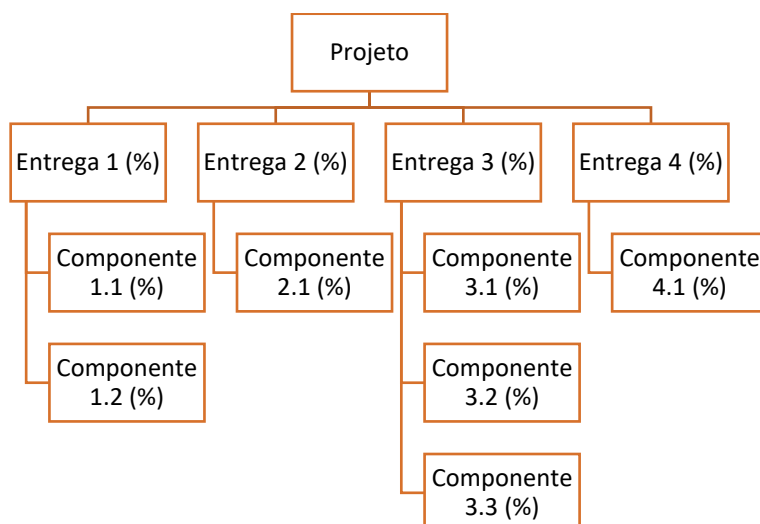 Projeto
Entrega 1 (%)
Entrega 2 (%)
Entrega 3 (%)
Entrega 4 (%)
Componente
1.1 (%)
Componente
2.1 (%)
Componente
3.1 (%)
Componente
4.1 (%)
Componente
1.2 (%)
Componente
3.2 (%)
Componente
3.3 (%)